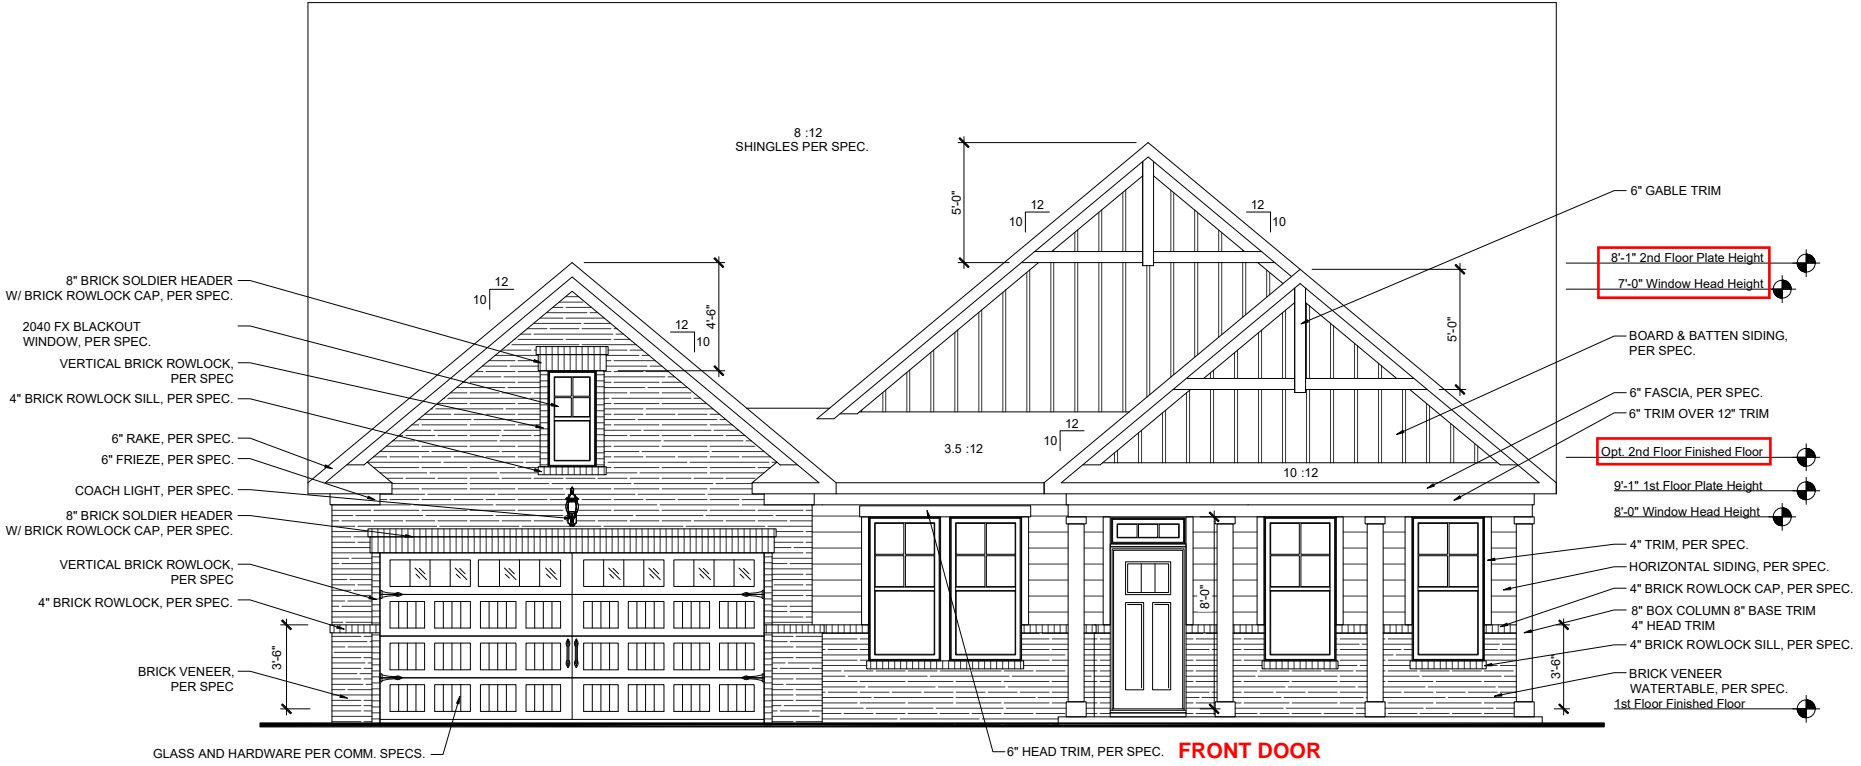 8 :12
SHINGLES PER SPEC.
5'-0"
12
10
12
10
6" GABLE TRIM
8'-1" 2nd Floor Plate Height
7'-0" Window Head Height
8" BRICK SOLDIER HEADER
W/ BRICK ROWLOCK CAP, PER SPEC.
12
10
2040 FX BLACKOUT
WINDOW, PER SPEC.
12
10
4'-6"
5'-0"
BOARD & BATTEN SIDING,
PER SPEC.
VERTICAL BRICK ROWLOCK,
PER SPEC
4" BRICK ROWLOCK SILL, PER SPEC.
6" FASCIA, PER SPEC.
6" TRIM OVER 12" TRIM
6" RAKE, PER SPEC.
12
10
3.5 :12
6" FRIEZE, PER SPEC.
10 :12
Opt. 2nd Floor Finished Floor
COACH LIGHT, PER SPEC.
9'-1" 1st Floor Plate Height
8'-0" Window Head Height
8" BRICK SOLDIER HEADER
W/ BRICK ROWLOCK CAP, PER SPEC.
4" TRIM, PER SPEC.
VERTICAL BRICK ROWLOCK,
PER SPEC
HORIZONTAL SIDING, PER SPEC.
4" BRICK ROWLOCK CAP, PER SPEC.
4" BRICK ROWLOCK, PER SPEC.
8'-0"
8" BOX COLUMN 8" BASE TRIM
4" HEAD TRIM
4" BRICK ROWLOCK SILL, PER SPEC.
3'-6"
3'-6"
BRICK VENEER,
PER SPEC
BRICK VENEER
WATERTABLE, PER SPEC.
1st Floor Finished Floor
GLASS AND HARDWARE PER COMM. SPECS.
6" HEAD TRIM, PER SPEC.
FRONT DOOR